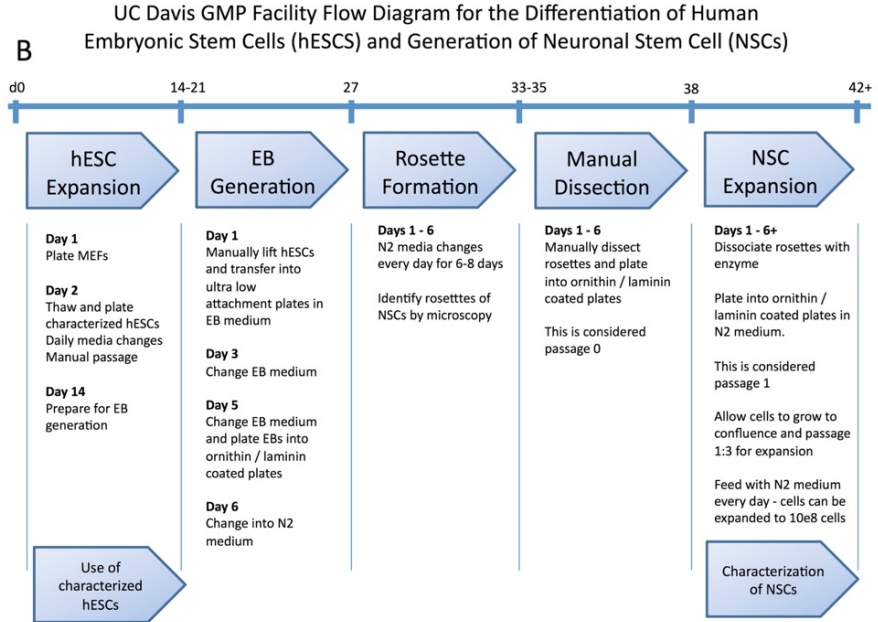 UC Davis GMP Facility Flow Diagram for the Differentiation of Human
Embryonic Stem Cells (hESCS) and Generation of Neuronal Stem Cell (NSCs)
B
d0 14-21 27 33-35 38 42+
hESC
Expansion
Day 1
Plate MEFs
Day 2
Thaw and plate
characterized hESCs
Daily media changes
Manual passage
Day 14
Prepare for EB
generation
Use of
characterized
hESCs
EB
Generation
Day 1
Manually lift hESCs
and transfer into
ultra low
attachment plates in
EB medium
Day 3
Change EB medium
Day 5
Change EB medium
and plate EBs into
ornithin / laminin
coated plates
Day 6
Change into N2
medium
Rosette
Formation
Days 1 - 6
N2 media changes
every day for 6-8 days
Identify rosetttes of
NSCs by microscopy
Manual
Dissection
Days 1 - 6
Manually dissect
rosettes and plate
into ornithin / laminin
coated plates
This is considered
passage 0
NSC
Expansion
Days 1 - 6+
Dissociate rosettes with
enzyme
Plate into ornithin /
laminin coated plates in
N2 medium.
This is considered
passage 1
Allow cells to grow to
confluence and passage
1:3 for expansion
Feed with N2 medium
every day - cells can be
expanded to 10e8 cells
Characterization
of NSCs